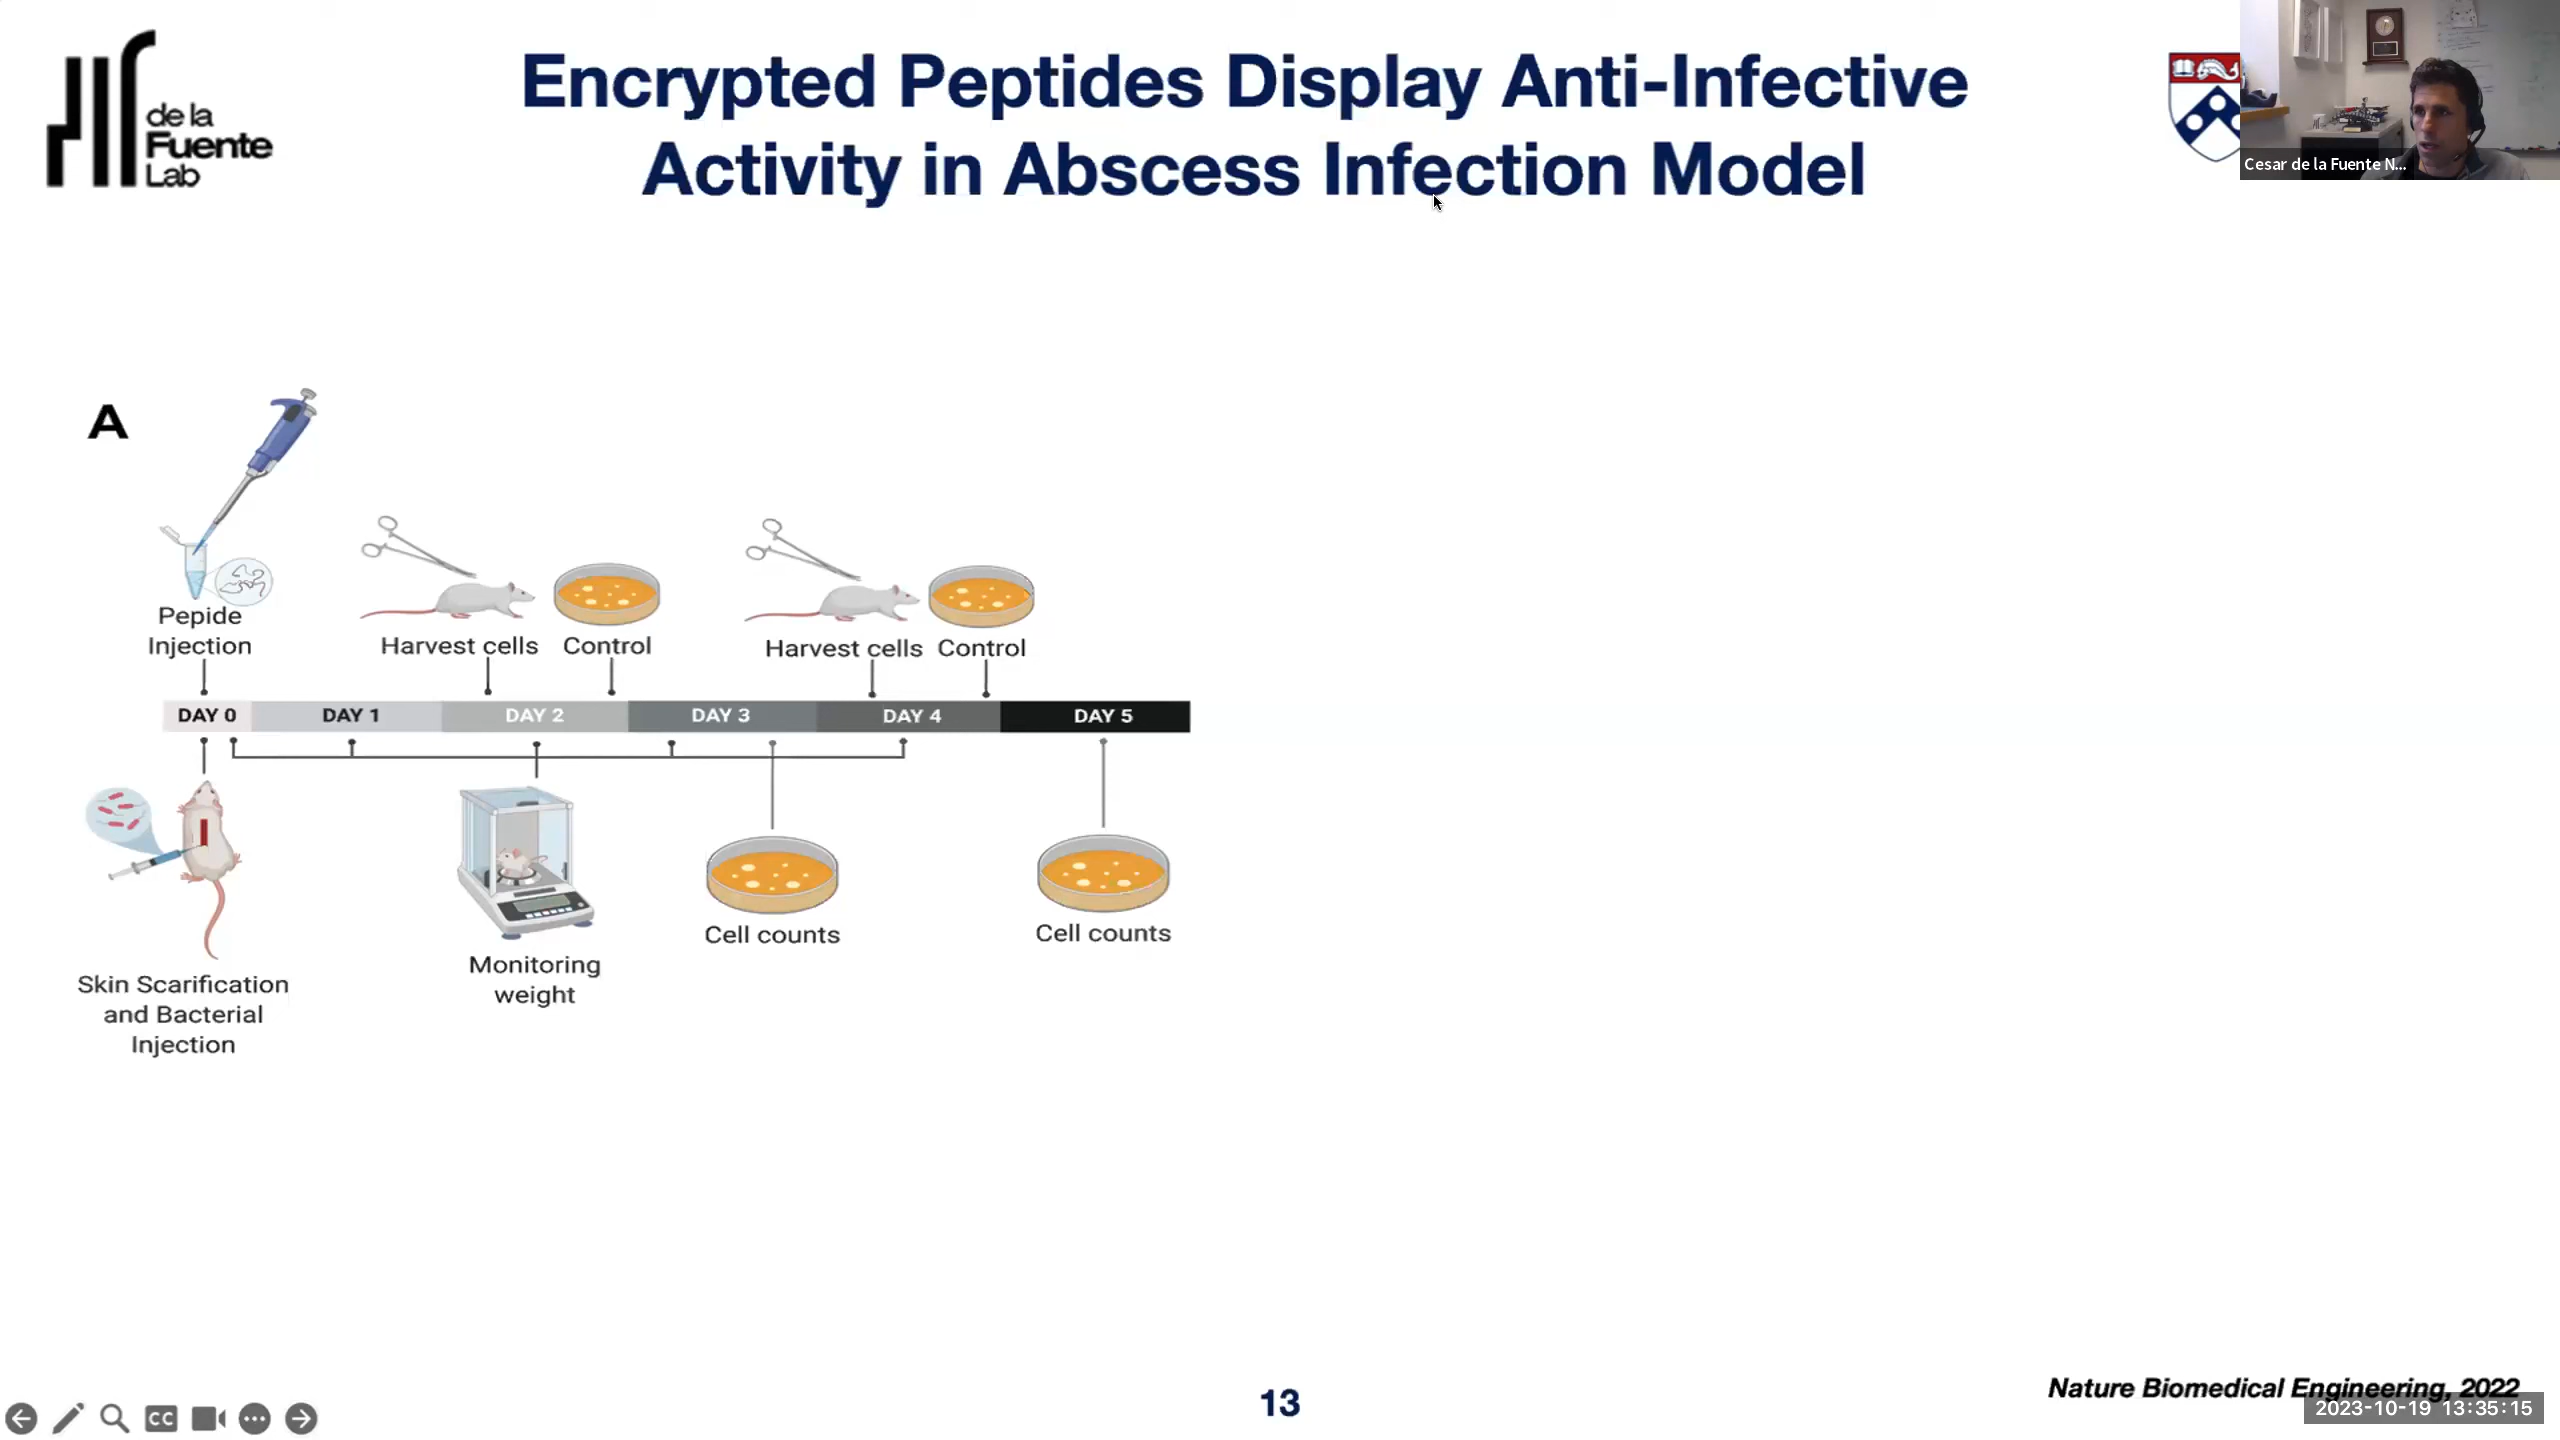 de la
Fuente
Lab
Encrypted Peptides Display Anti-Infective
Activity in Abscess Infection Model
Cesar de la Fuente N...
A
Pepide
Injection
Harvest cells
Control
Harvest cells
Control
DAY 0
DAY 1
DAY 2
DAY 3
DAY 4
DAY 5
Skin Scarification
and Bacterial
Injection
Monitoring
weight
Cell counts
Cell counts
CC
13
Nature Biomedical Engineering, 2022
2023-10-19 13:35:15